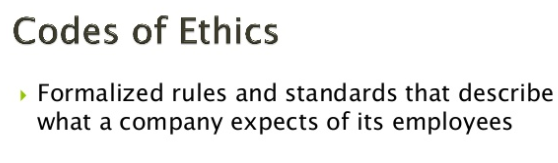 Codes of Ethics
Formalized rules and standards that describe
what a company expects of its employees